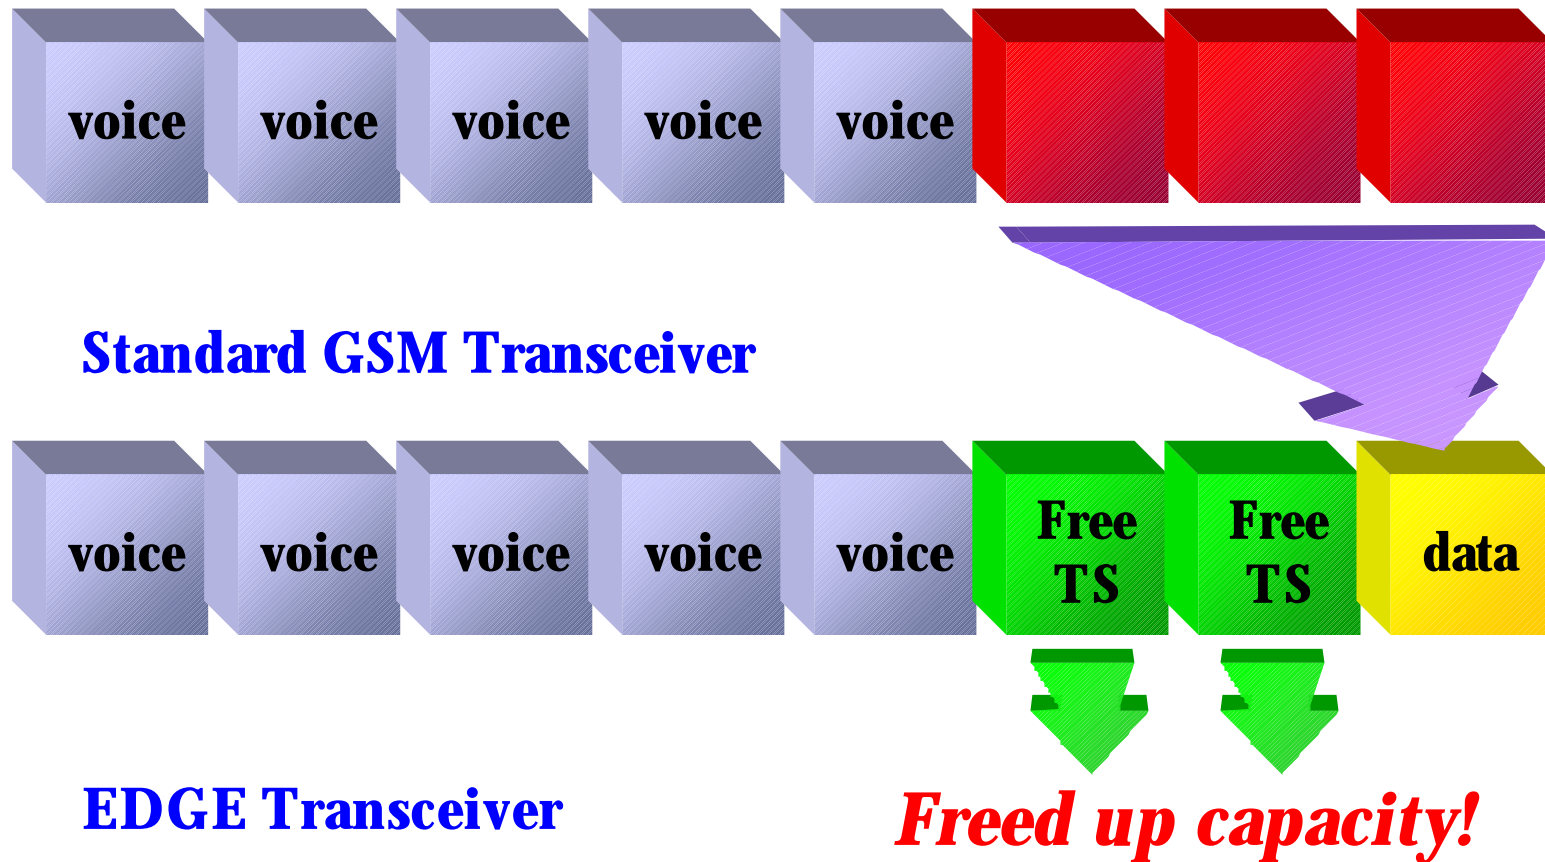 voice voice voice voice voice
Standard GSM Transceiver
voice voice voice voice voice Free TS Free TS data
EDGE Transceiver
Freed up capacity!